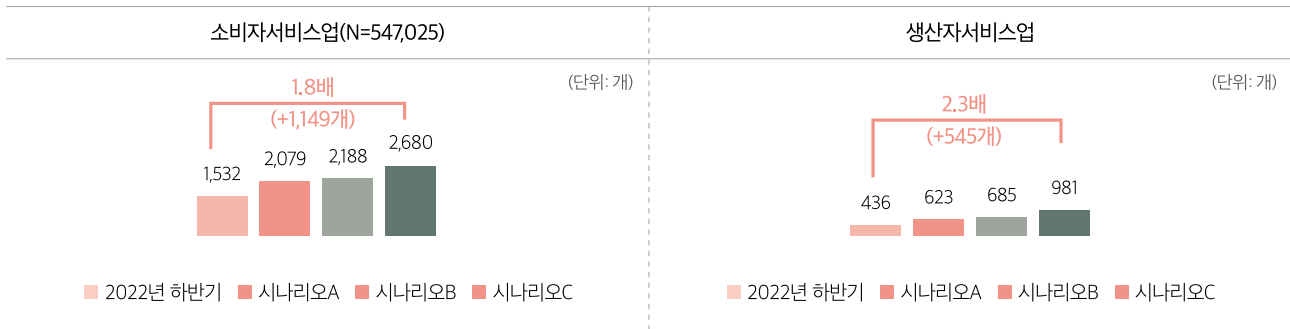 소비자서비스업(N=547,025)
(단위: 개)
1.8배
(+1,149개)
1,532
2,079
2,188
2,680
2022년 하반기
시나리오A
시나리오B
시나리오C
생산자서비스업
(단위: 개)
2.3배
(+545개)
436
623
685
981
2022년 하반기
시나리오A
시나리오B
시나리오C